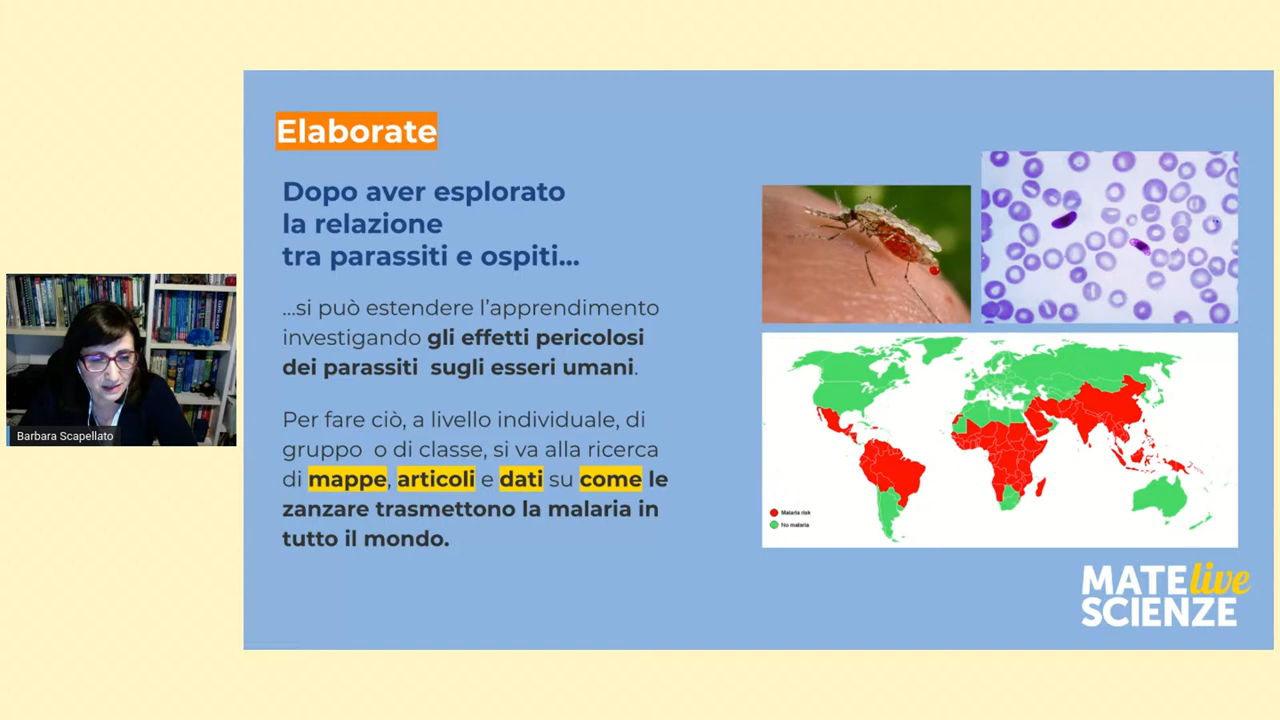 Elaborate
Dopo aver esplorato
la relazione
tra parassiti e ospiti...
...si può estendere l'apprendimento
investigando gli effetti pericolosi
dei parassiti sugli esseri umani.
Per fare ciò, a livello individuale, di
gruppo o di classe, si va alla ricerca
di mappe, articoli e dati su come le
zanzare trasmettono la malaria in
tutto il mondo.
Malaria risk
No malaria
MATE live
SCIENZE
Barbara Scapellato